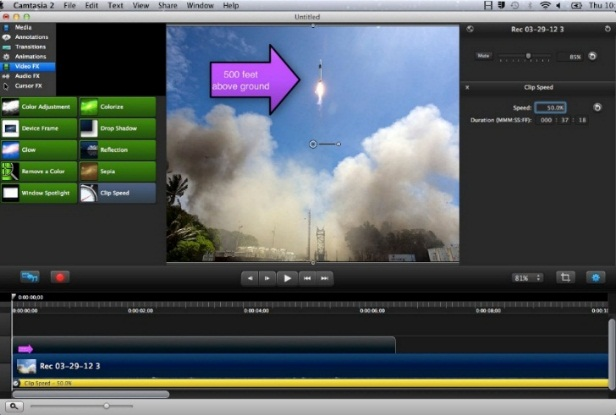 Camtasia 2 File Edit Text View Share Window Help
Thu 10
Untitled
Media
Annotations
Transitions
Animations
Video FX
Audio FX
Cursor FX
Color Adjustment
Colorize
Device Frame
Drop Shadow
Glow
Reflection
Remove a Color
Sepia
Window Spotlight
Clip Speed
500 feet
above ground
Rec 03-29-12 3
Mute
81%
Clip Speed
Speed: 50.0%
Duration (MMM:SS:FF): 000 : 37 : 18
81%
0:00:00;00
0:00:00;00
0:00:02;00
0:00:04;00
0:00:06;00
0:00:08;00
Rec 03-29-12 3
Clip Speed - 50.0%